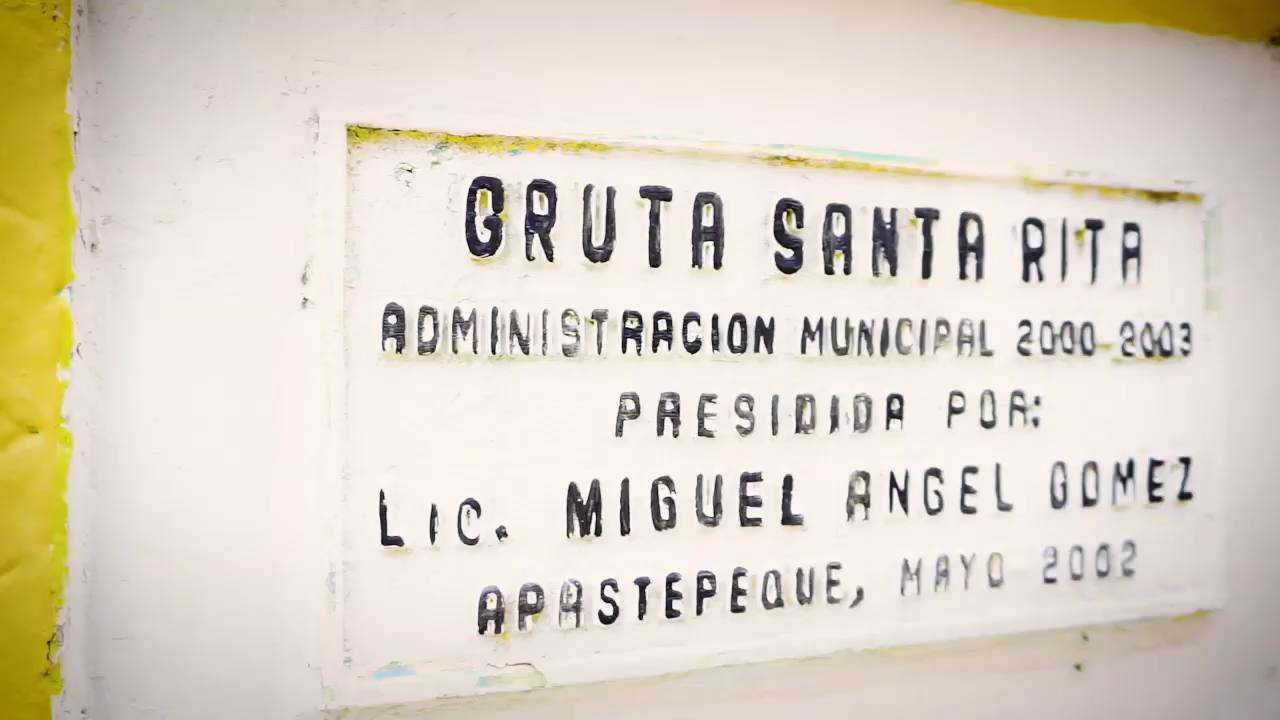 GRUTA SANTA RITA
ADMINISTRACION MUNICIPAL 2000-2003
PRESIDIDA POR:
LIC. MIGUEL ANGEL GOMEZ
APASTEPEQUE, MAYO 2002